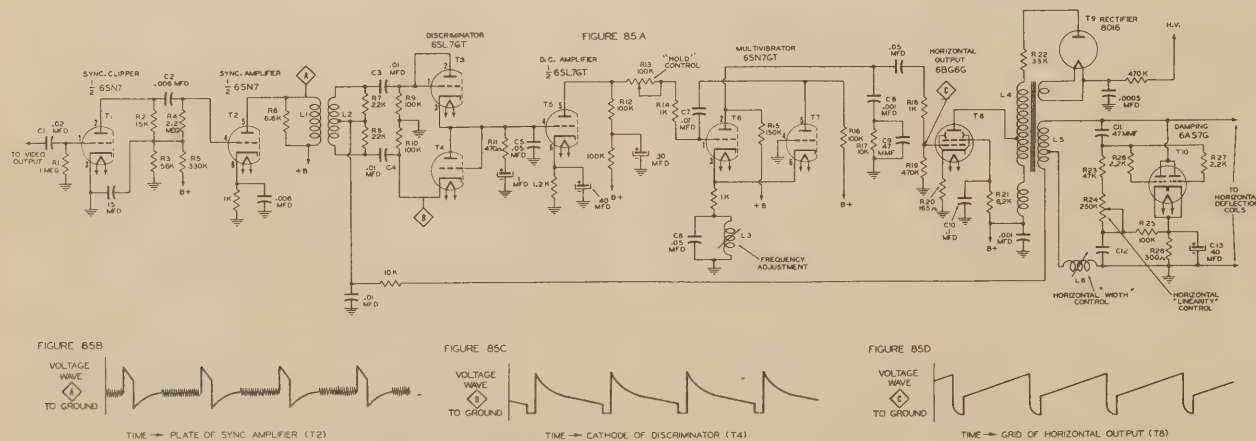 FIGURE 85A
SYNC. CLIPPER
½ 6SN7
C1 .02 MFD
TO VIDEO OUTPUT
R1 1 MEG
T1
C2 .006 MFD
R2 15K
R4 2.2 MEG
R3 56K
R5 330K
B+
15 MFD
SYNC. AMPLIFIER
½ 6SN7
T2
1K
.006 MFD
A
R6 6.8K
L1
+B
L2
C3 .01 MFD
R7 22K
R8 22K
R9 100K
R10 100K
.01 MFD C4
B
DISCRIMINATOR
6SL7GT
T3
T4
R11 470Ω
1 MFD
C5 .05 MFD
10K
.01 MFD
D.C. AMPLIFIER
½ 6SL7GT
T5
1.2K
40 MFD
R12 100K
100K
B+
30 MFD
R13 100K
"HOLD" CONTROL
R14 1K
C7 .01 MFD
MULTIVIBRATOR
6SN7GT
T6
T7
R15 150K
+B
R16 100K
B+
1K
C6 .05 MFD
L3
FREQUENCY ADJUSTMENT
.05 MFD
C8 .001 MFD
R17 10K
C9 47 MMF
R18 1K
R19 470K
C
HORIZONTAL OUTPUT
6BG6G
T8
R20 165Ω
C10 .1 MFD
R21 6.2K
B+
.001 MFD
R22 33K
T9 RECTIFIER
8016
L4
L5
470 K
.0005 MFD
H.V.
C11 47 MMF
R23 47K
R24 250K
R26 2.2K
DAMPING
6AS7G
T10
R27 2.2K
R25 100K
C12
R28 300Ω
C13 40 MFD
L6
HORIZONTAL "WIDTH" CONTROL
HORIZONTAL "LINEARITY" CONTROL
TO HORIZONTAL DEFLECTION COILS
FIGURE 85B
VOLTAGE WAVE
A
TO GROUND
TIME → PLATE OF SYNC AMPLIFIER (T2)
FIGURE 85C
VOLTAGE WAVE
B
TO GROUND
TIME → CATHODE OF DISCRIMINATOR (T4)
FIGURE 85D
VOLTAGE WAVE
C
TO GROUND
TIME → GRID OF HORIZONTAL OUTPUT (T8)